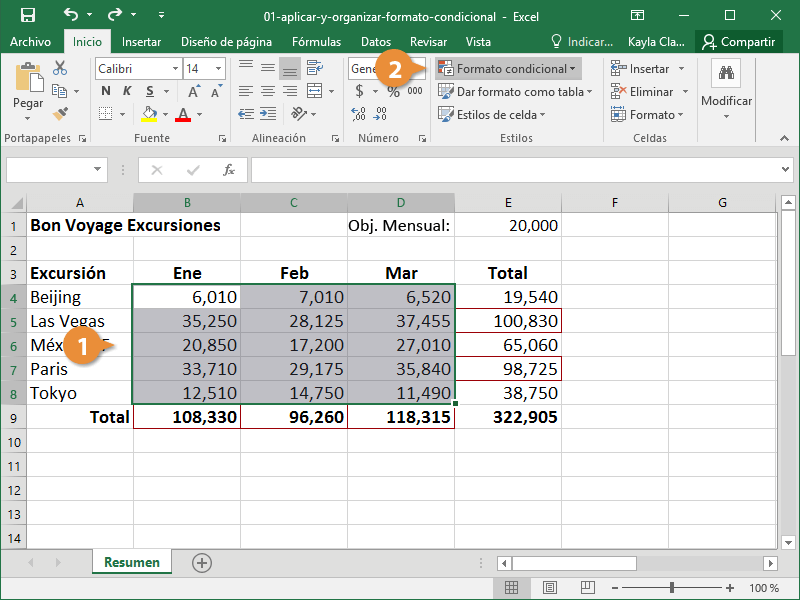 01-aplicar-y-organizar-formato-condicional - Excel
Archivo Inicio Insertar Diseño de página Fórmulas Datos Revisar Vista Indicar... Kayla Cla... Compartir
Pegar
Portapapeles
Calibri 14
N K S A A
A
Fuente
Alineación
Gene
$ % 000
Número
Formato condicional
Dar formato como tabla
Estilos de celda
Estilos
Insertar
Eliminar
Formato
Celdas
Modificar
2
fx
A B C D E F G
1 Bon Voyage Excursiones Obj. Mensual: 20,000
2
3 Excursión Ene Feb Mar Total
4 Beijing 6,010 7,010 6,520 19,540
5 Las Vegas 35,250 28,125 37,455 100,830
6 Méx 20,850 17,200 27,010 65,060
1
7 Paris 33,710 29,175 35,840 98,725
8 Tokyo 12,510 14,750 11,490 38,750
9 Total 108,330 96,260 118,315 322,905
10
11
12
13
14
Resumen
100 %